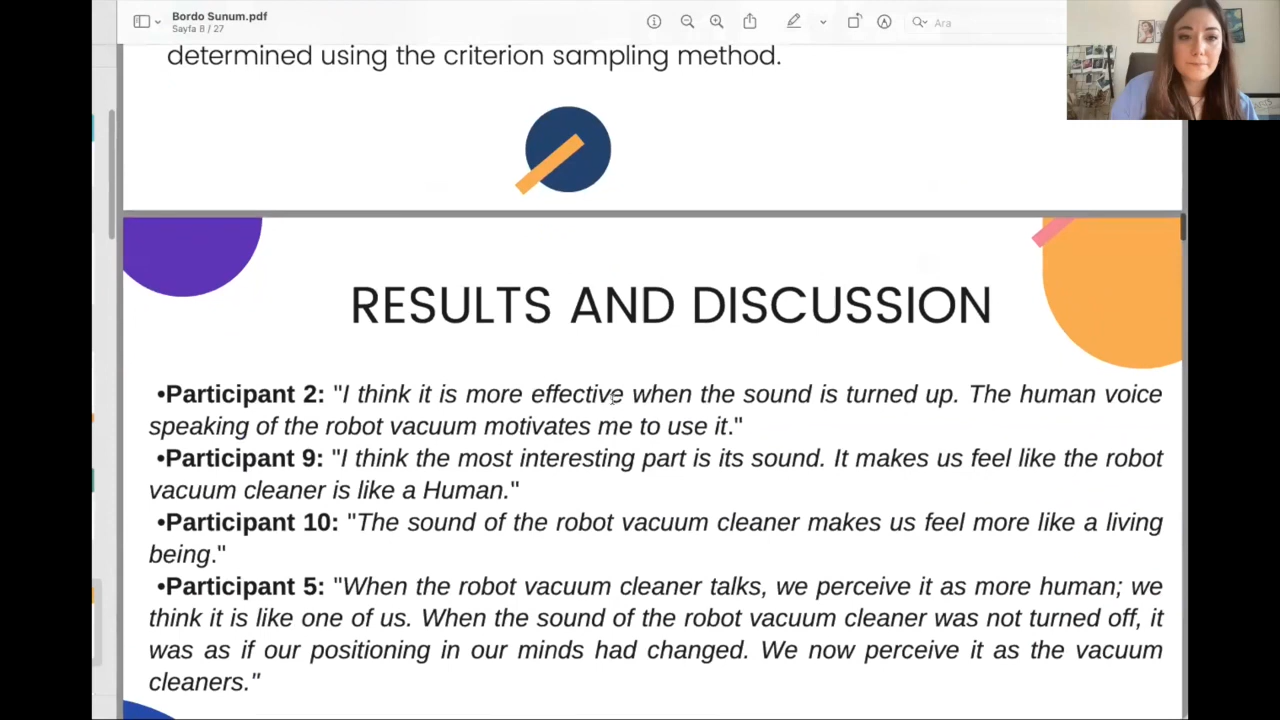 Bordo Sunum.pdf
Sayfa 8 / 27
Ara
determined using the criterion sampling method.
RESULTS AND DISCUSSION
•Participant 2: "I think it is more effective when the sound is turned up. The human voice
speaking of the robot vacuum motivates me to use it."
•Participant 9: "I think the most interesting part is its sound. It makes us feel like the robot
vacuum cleaner is like a Human."
•Participant 10: "The sound of the robot vacuum cleaner makes us feel more like a living
being."
•Participant 5: "When the robot vacuum cleaner talks, we perceive it as more human; we
think it is like one of us. When the sound of the robot vacuum cleaner was not turned off, it
was as if our positioning in our minds had changed. We now perceive it as the vacuum
cleaners."